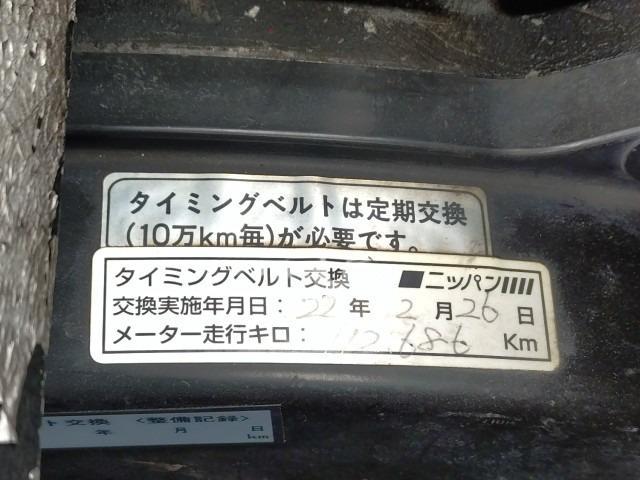 タイミングベルトは定期交換
(10万km毎)が必要です。
タイミングベルト交換 ニッパン
交換実施年月日: 22 年 2 月 26 日
メーター走行キロ: 112,686 Km
ト交換 〈整備記録〉
年 月 日
km